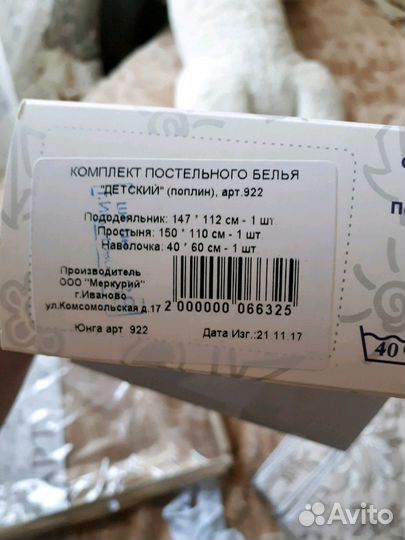 КОМПЛЕКТ ПОСТЕЛЬНОГО БЕЛЬЯ
"ДЕТСКИЙ" (поплин), арт.922
Пододеяльник: 147 * 112 см - 1 шт
Простыня: 150 * 110 см - 1 шт
Наволочка: 40 * 60 см - 1 шт
Производитель
ООО "Меркурий"
г.Иваново
ул.Комсомольская д.17
2 000000 066325
Юнга арт 922
Дата Изг.:21.11.17
40
Avito